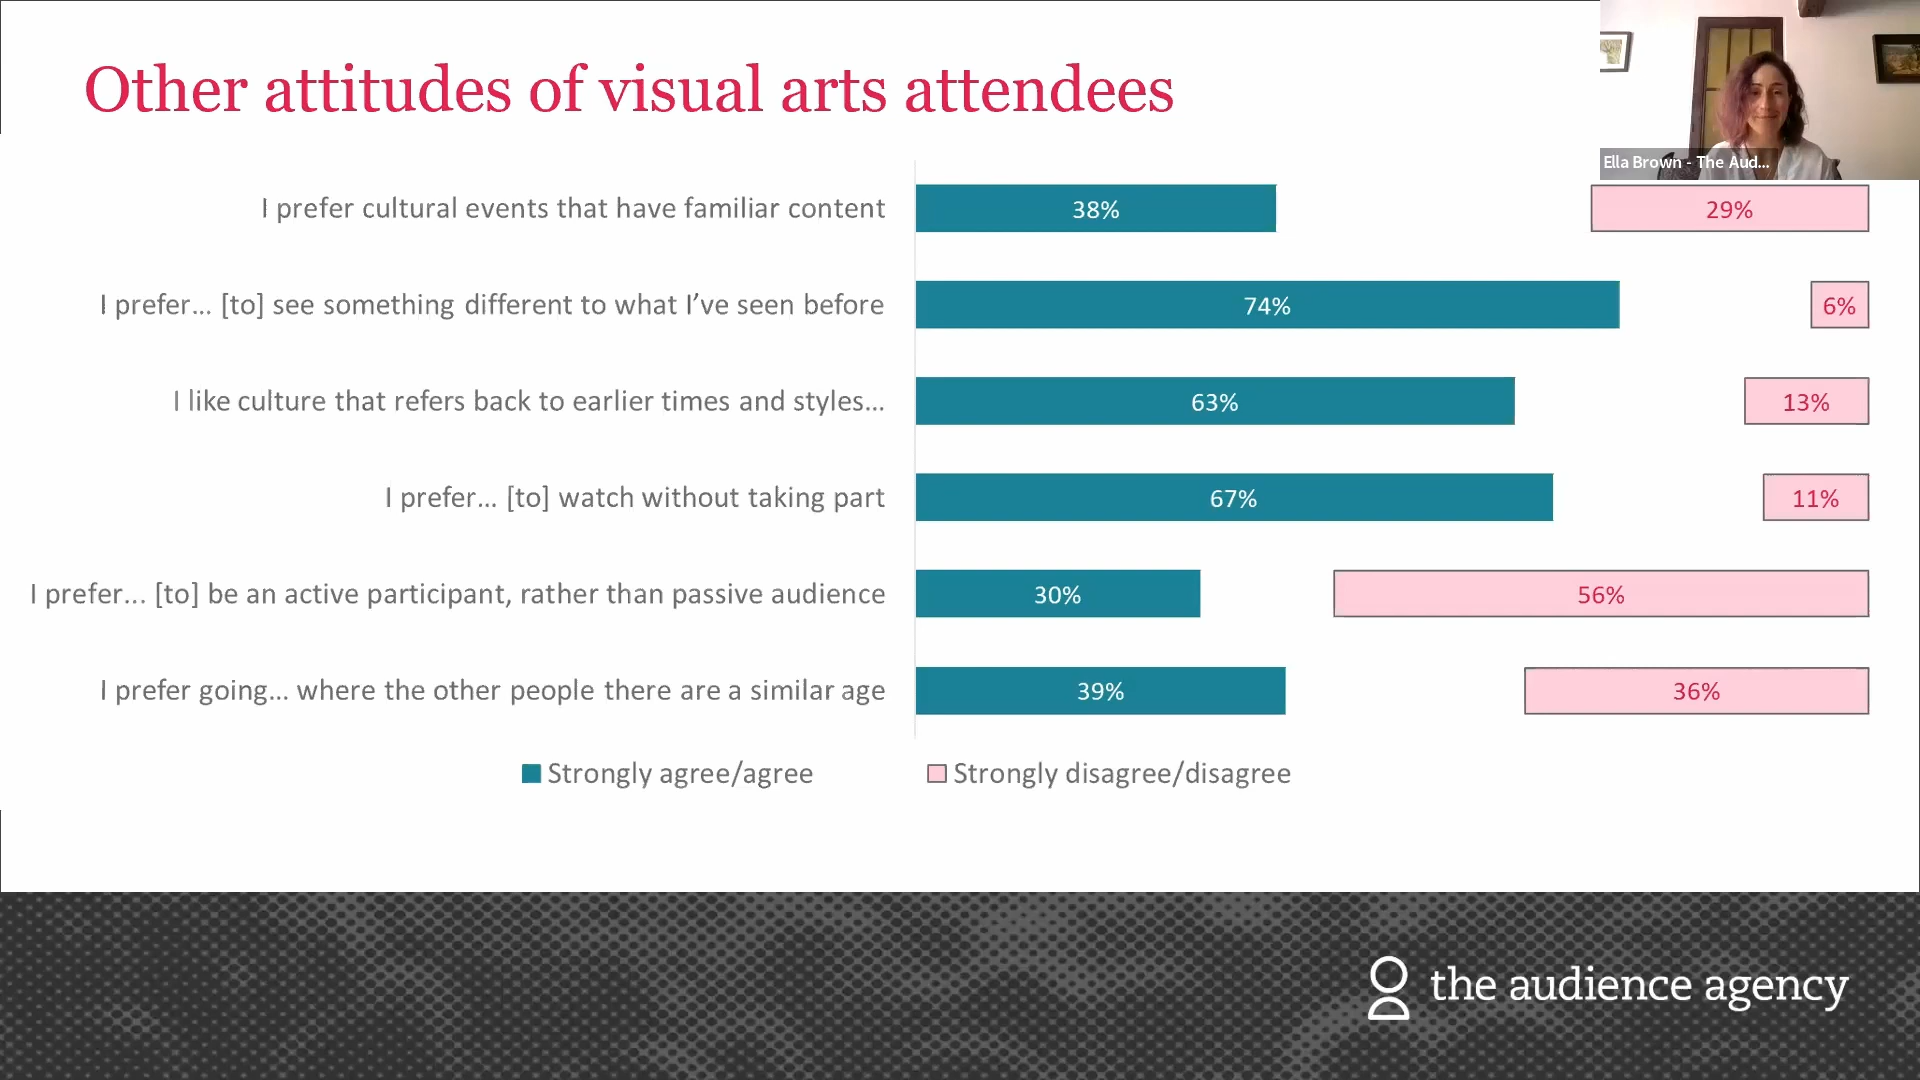 Other attitudes of visual arts attendees
Ella Brown - The Aud...
I prefer cultural events that have familiar content
38%
29%
I prefer... [to] see something different to what I’ve seen before
74%
6%
I like culture that refers back to earlier times and styles...
63%
13%
I prefer... [to] watch without taking part
67%
11%
I prefer... [to] be an active participant, rather than passive audience
30%
56%
I prefer going... where the other people there are a similar age
39%
36%
Strongly agree/agree
Strongly disagree/disagree
the audience agency